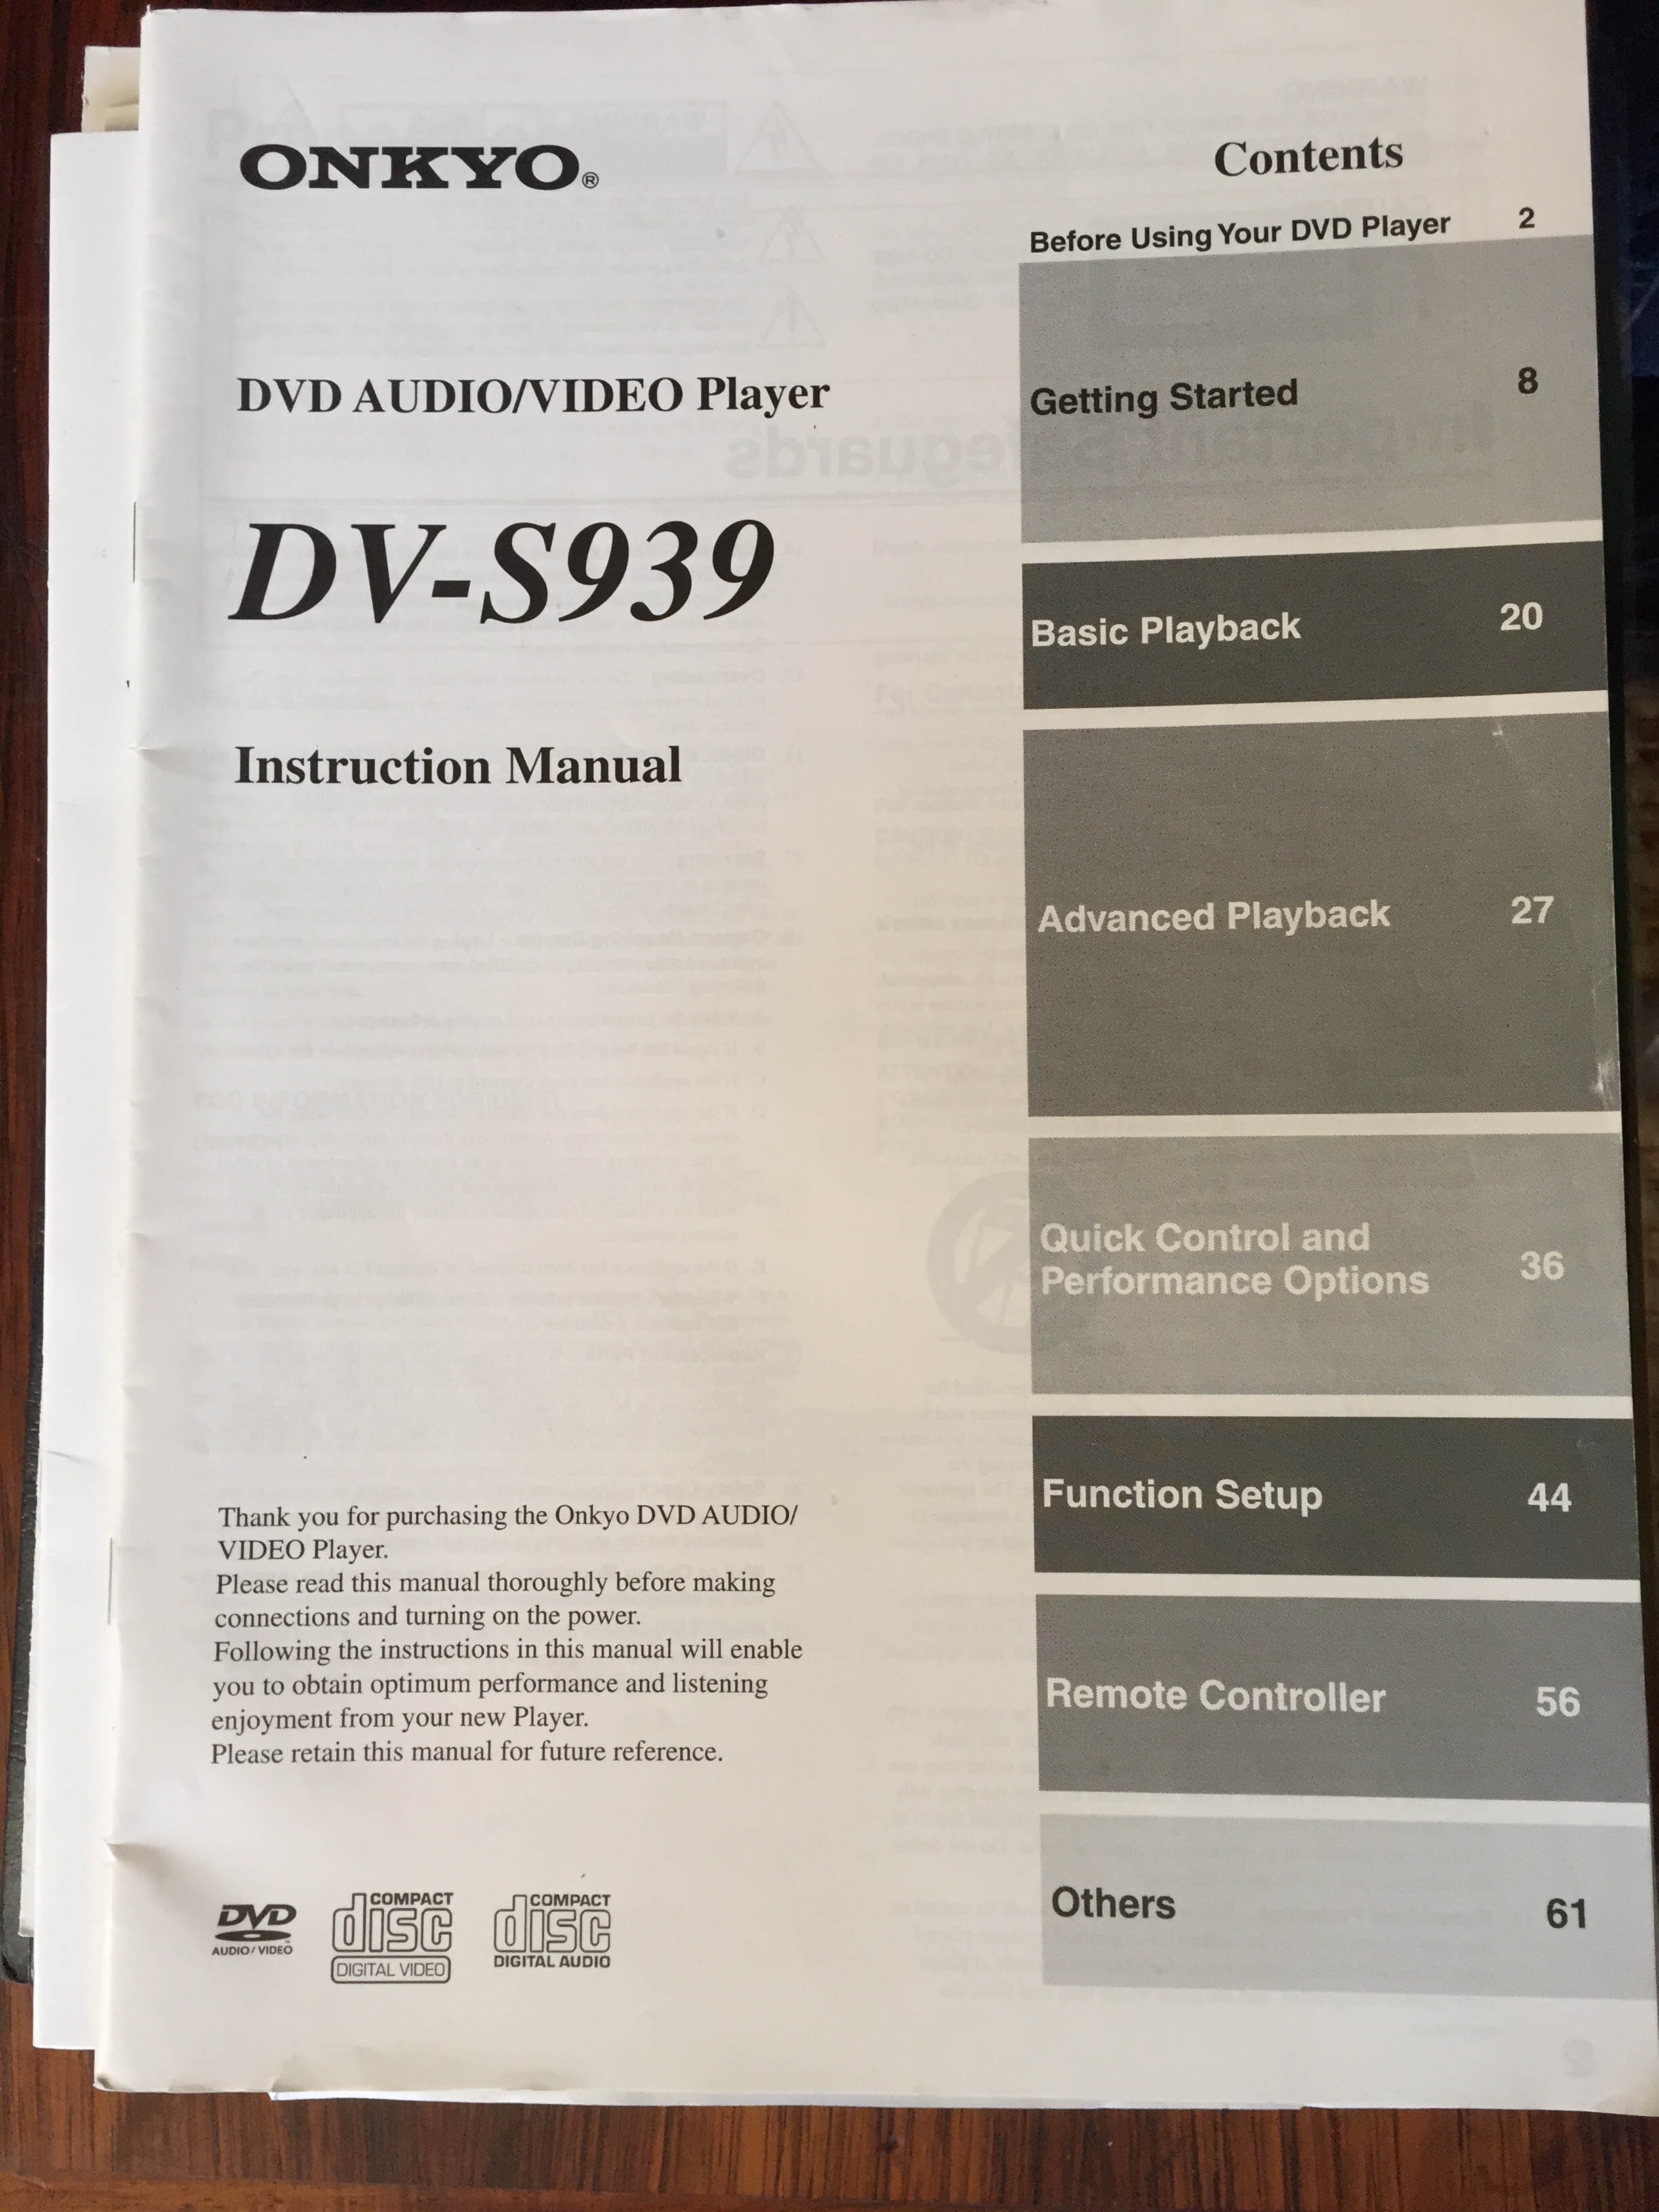 ONKYO®
DVD AUDIO/VIDEO Player
DV-S939
Instruction Manual
Thank you for purchasing the Onkyo DVD AUDIO/
VIDEO Player.
Please read this manual thoroughly before making
connections and turning on the power.
Following the instructions in this manual will enable
you to obtain optimum performance and listening
enjoyment from your new Player.
Please retain this manual for future reference.
DVD
AUDIO/VIDEO
COMPACT
disc
DIGITAL VIDEO
COMPACT
disc
DIGITAL AUDIO
Contents
Before Using Your DVD Player 2
Getting Started 8
Basic Playback 20
Advanced Playback 27
Quick Control and
Performance Options 36
Function Setup 44
Remote Controller 56
Others 61
Important Safeguards